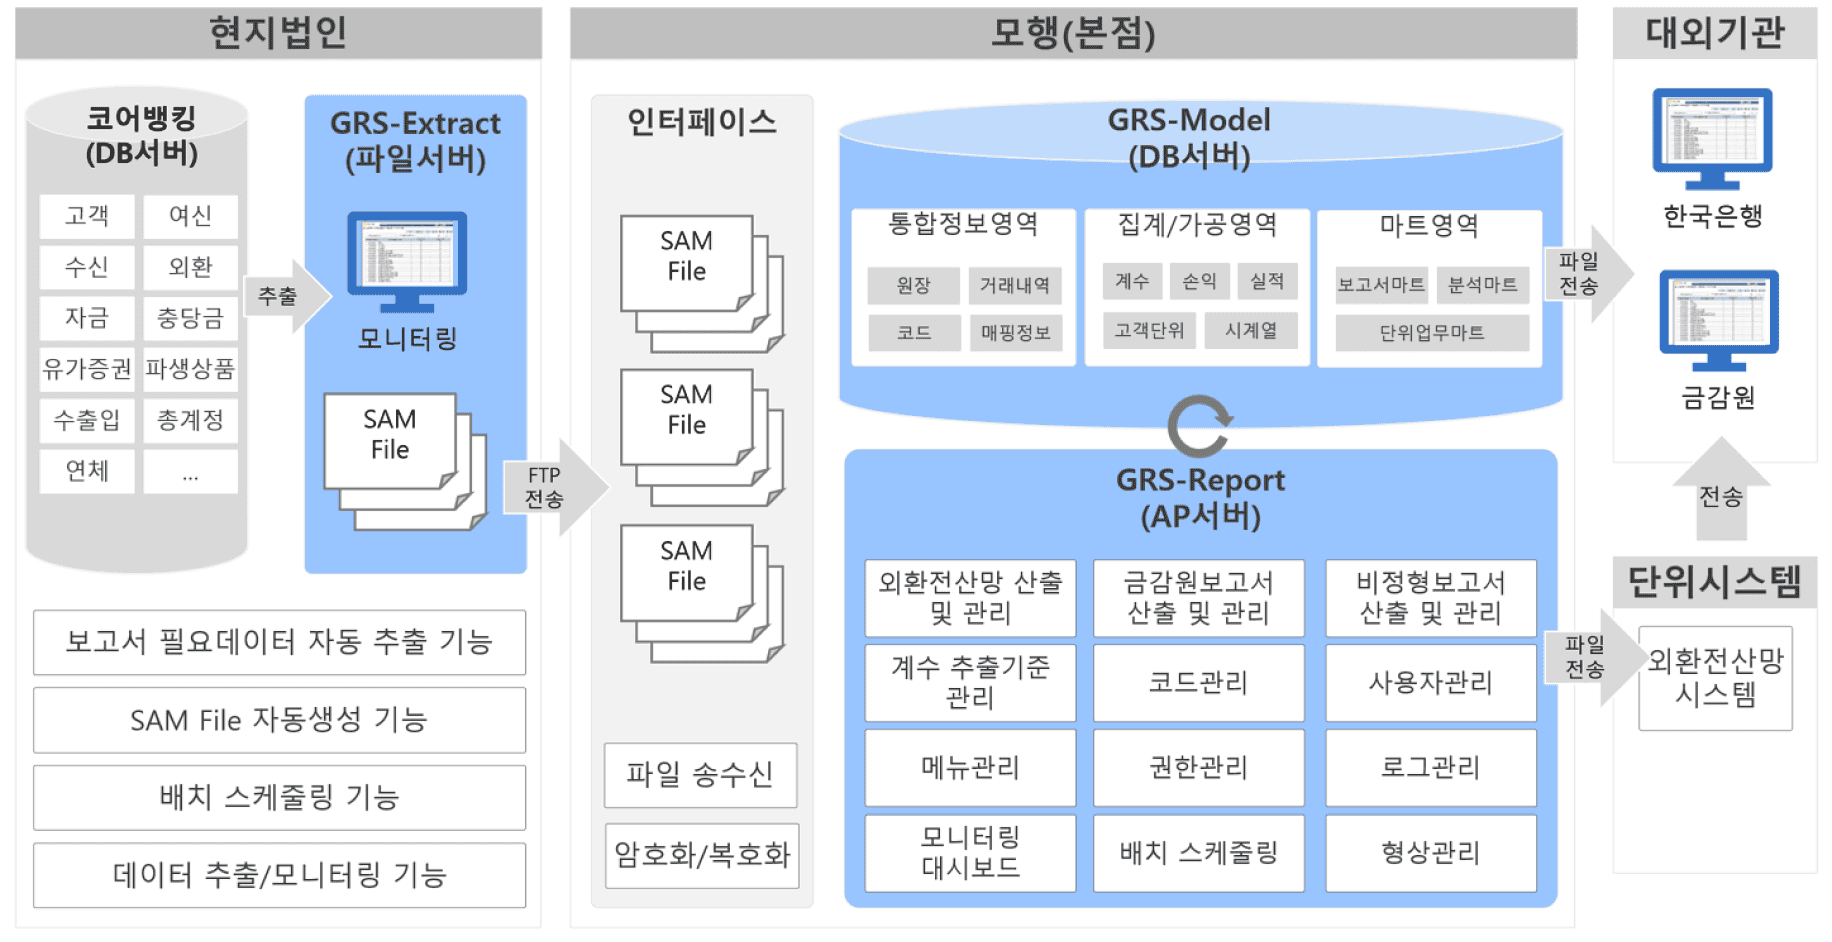 현지법인
코어뱅킹
(DB서버)
고객
여신
수신
외환
자금
충당금
유가증권
파생상품
수출입
총계정
연체
...
추출
GRS-Extract
(파일서버)
모니터링
SAM
File
FTP
전송
보고서 필요데이터 자동 추출 기능
SAM File 자동생성 기능
배치 스케줄링 기능
데이터 추출/모니터링 기능
모행(본점)
인터페이스
SAM
File
SAM
File
SAM
File
파일 송수신
암호화/복호화
GRS-Model
(DB서버)
통합정보영역
원장
거래내역
코드
매핑정보
집계/가공영역
계수
손익
실적
고객단위
시계열
마트영역
보고서마트
분석마트
단위업무마트
GRS-Report
(AP서버)
외환전산망 산출
및 관리
금감원보고서
산출 및 관리
비정형보고서
산출 및 관리
계수 추출기준
관리
코드관리
사용자관리
메뉴관리
권한관리
로그관리
모니터링
대시보드
배치 스케줄링
형상관리
파일
전송
파일
전송
대외기관
한국은행
금감원
전송
단위시스템
외환전산망
시스템